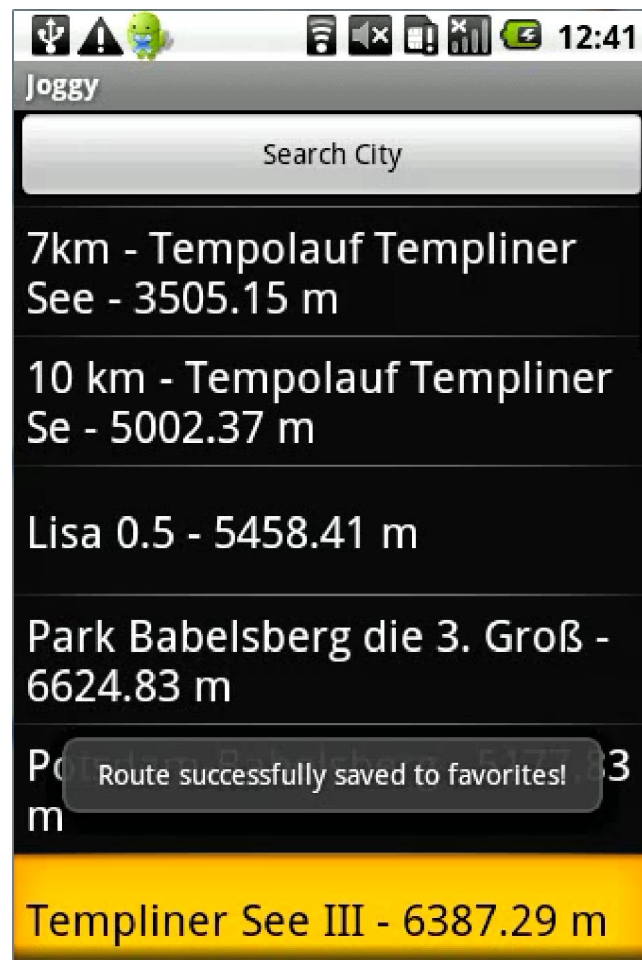 12:41
Joggy
Search City
7km - Tempolauf Templiner
See - 3505.15 m
10 km - Tempolauf Templiner
Se - 5002.37 m
Lisa 0.5 - 5458.41 m
Park Babelsberg die 3. Groß -
6624.83 m
Route successfully saved to favorites!
m
Templiner See III - 6387.29 m